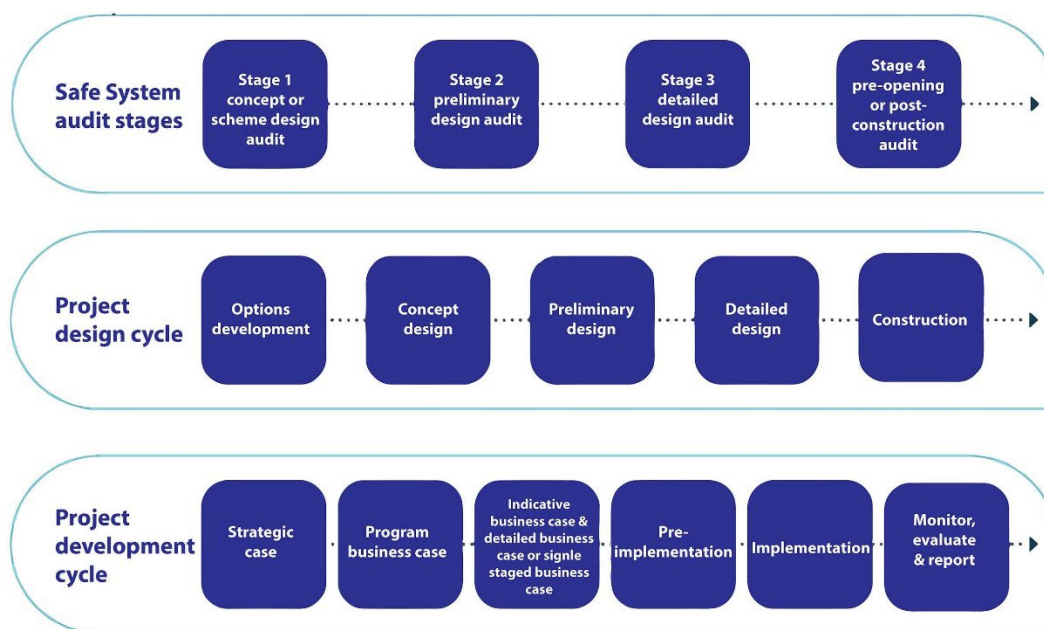 Safe System
audit stages
Stage 1
concept or
scheme design
audit
Stage 2
preliminary
design audit
Stage 3
detailed
design audit
Stage 4
pre-opening
or post-
construction
audit
Project
design cycle
Options
development
Concept
design
Preliminary
design
Detailed
design
Construction
Project
development
cycle
Strategic
case
Program
business case
Indicative
business case &
detailed business
case or signle
staged business
case
Pre-
implementation
Implementation
Monitor,
evaluate
& report